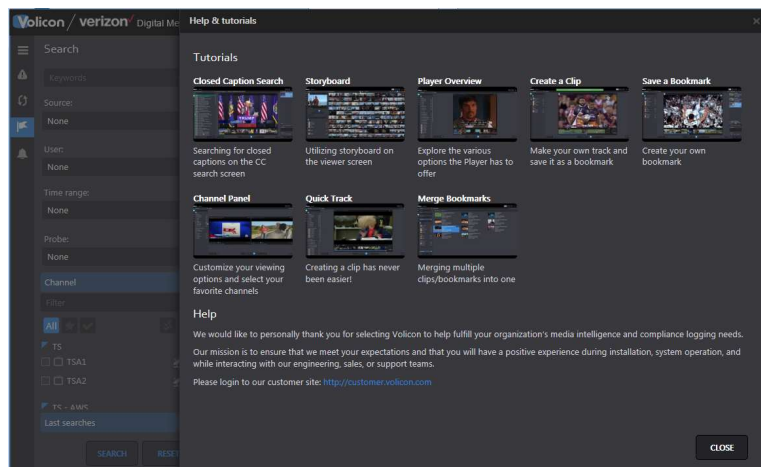 Volicon / verizon✓ Digital Me
Help & tutorials
Search
Keywords
Source:
None
User:
None
Time range:
None
Probe:
None
Channel
Filter
All
TS
TSA1
TSA2
TS - AWS
Last searches
SEARCH
RESET
Tutorials
Closed Caption Search
Searching for closed
captions on the CC
search screen
Storyboard
Utilizing storyboard on
the viewer screen
Player Overview
Explore the various
options the Player has to
offer
Create a Clip
Make your own track and
save it as a bookmark
Save a Bookmark
Create your own
bookmark
Channel Panel
Customize your viewing
options and select your
favorite channels
Quick Track
Creating a clip has never
been easier!
Merge Bookmarks
Merging multiple
clips/bookmarks into one
Help
We would like to personally thank you for selecting Volicon to help fulfill your organization's media intelligence and compliance logging needs.
Our mission is to ensure that we meet your expectations and that you will have a positive experience during installation, system operation, and
while interacting with our engineering, sales, or support teams.
Please login to our customer site: http://customer.volicon.com
CLOSE